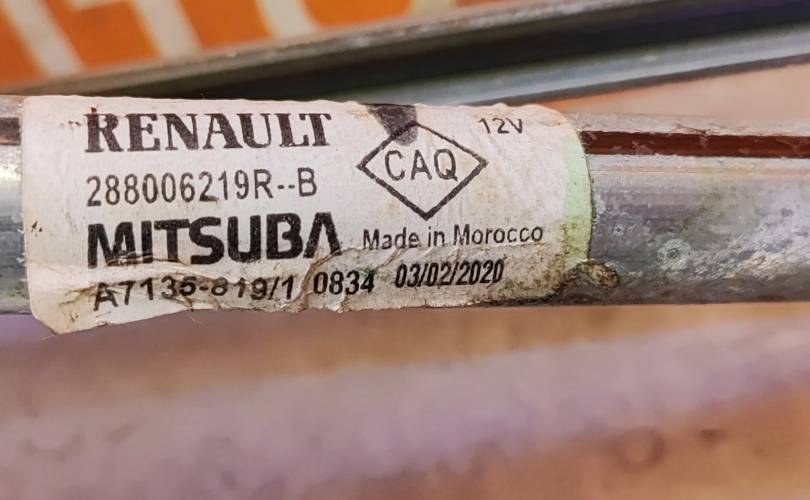 RENAULT
12V
CAQ
288006219R--B
MITSUBA
Made in Morocco
A7135-819/1 0834 03/02/2020